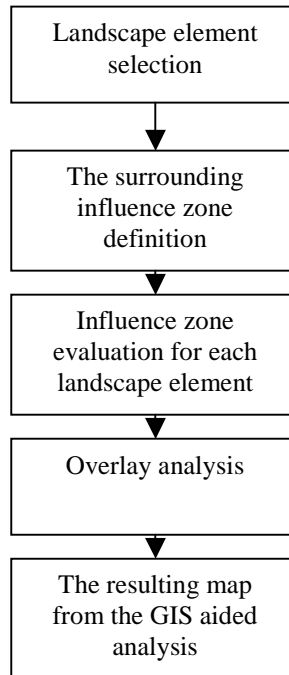 Landscape element
selection
The surrounding
influence zone
definition
Influence zone
evaluation for each
landscape element
Overlay analysis
The resulting map
from the GIS aided
analysis